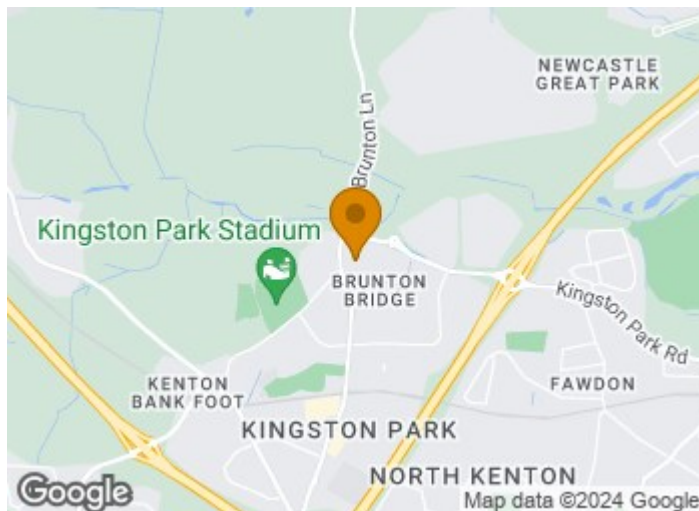 NEWCASTLE
GREAT PARK
Brunton Ln
Kingston Park Stadium
BRUNTON
BRIDGE
Kingston Park Rd
KENTON
BANK FOOT
FAWDON
KINGSTON PARK
NORTH KENTON
Google
Map data ©2024 Google